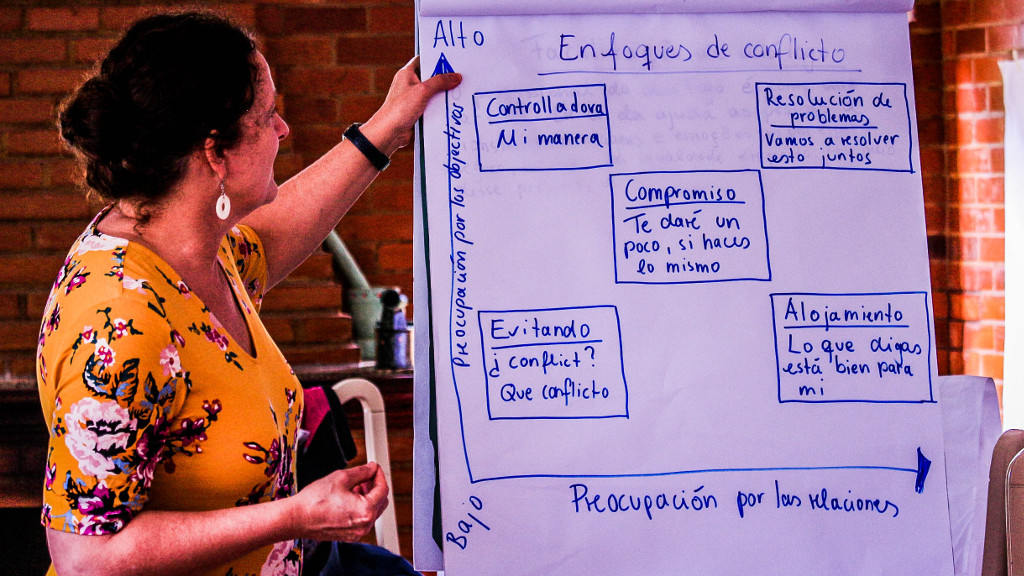 Alto
Enfoques de conflicto
Preocupación por los objectivos
Controlladora
Mi manera
Resolución de
problemas
Vamos a resolver
esto juntos
Compromiso
Te daré un
poco, si haces
lo mismo
Evitando
¿conflict?
Que conflicto
Alojamiento
Lo que digas
está bien para
mi
Bajo
Preocupación por las relaciones